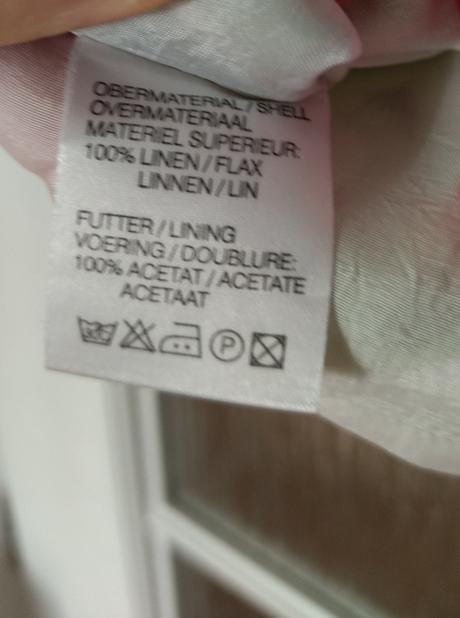 OBERMATERIAL / SHELL
OVERMATERIAAL
MATERIEL SUPERIEUR:
100% LINEN / FLAX
LINNEN / LIN
FUTTER / LINING
VOERING / DOUBLURE:
100% ACETAT / ACETATE
ACETAAT
P